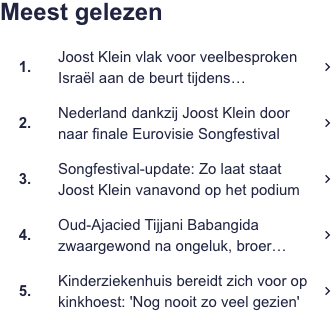 Meest gelezen
1. Joost Klein vlak voor veelbesproken
Israël aan de beurt tijdens…
2. Nederland dankzij Joost Klein door
naar finale Eurovisie Songfestival
3. Songfestival-update: Zo laat staat
Joost Klein vanavond op het podium
4. Oud-Ajacied Tijjani Babangida
zwaargewond na ongeluk, broer…
5. Kinderziekenhuis bereidt zich voor op
kinkhoest: 'Nog nooit zo veel gezien'